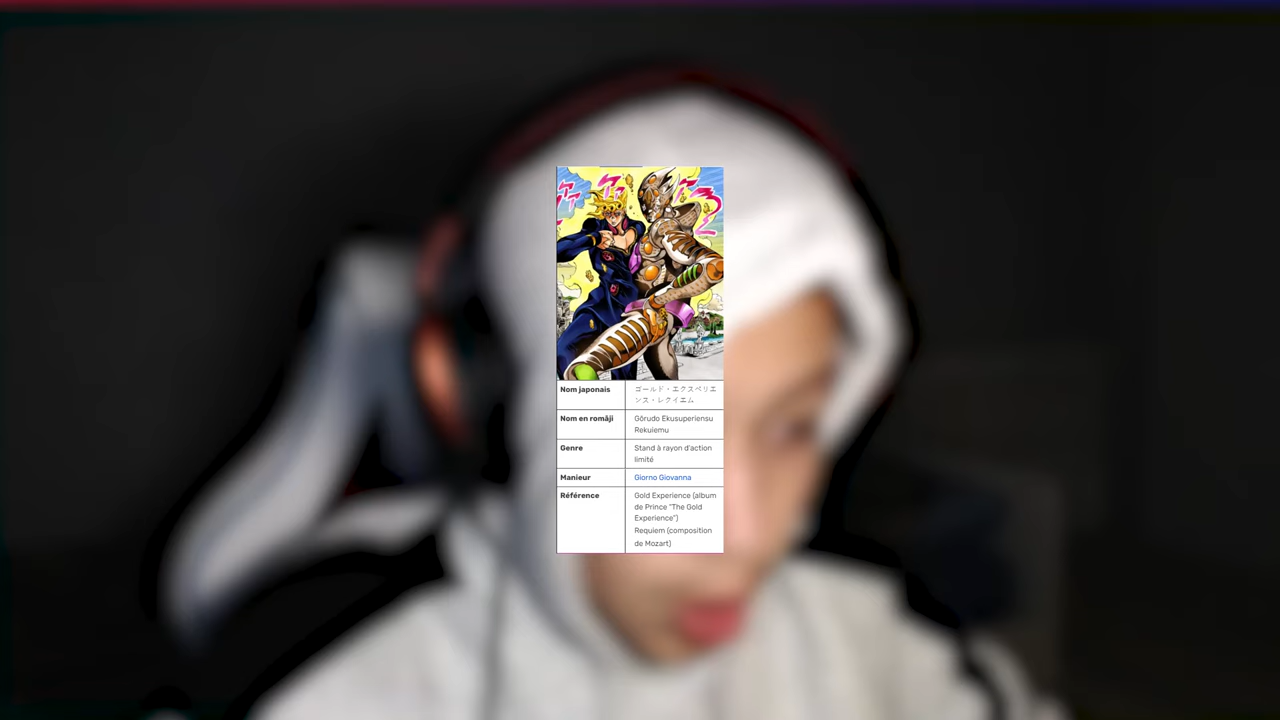 Nom japonais
ゴールド・エクスペリエ
ンス・レクイエム
Nom en romāji
Gōrudo Ekusuperiensu
Rekuiemu
Genre
Stand à rayon d'action
limité
Manieur
Giorno Giovanna
Référence
Gold Experience (album
de Prince "The Gold
Experience")
Requiem (composition
de Mozart)